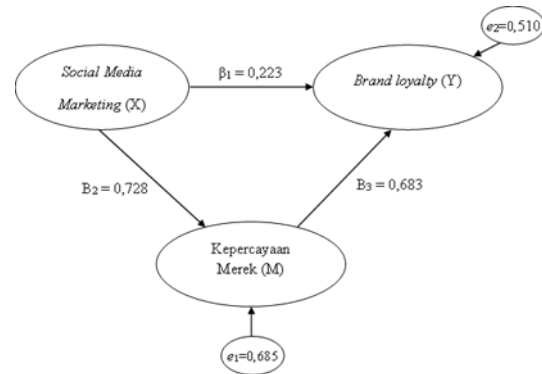 e₂=0,510
Social Media
Marketing (X)
β₁ = 0,223
Brand loyalty (Y)
B₂ = 0,728
B₃ = 0,683
Kepercayaan
Merek (M)
e₁=0,685